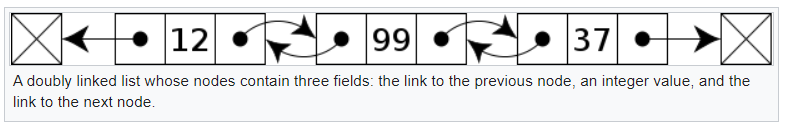 12 99 37
A doubly linked list whose nodes contain three fields: the link to the previous node, an integer value, and the
link to the next node.